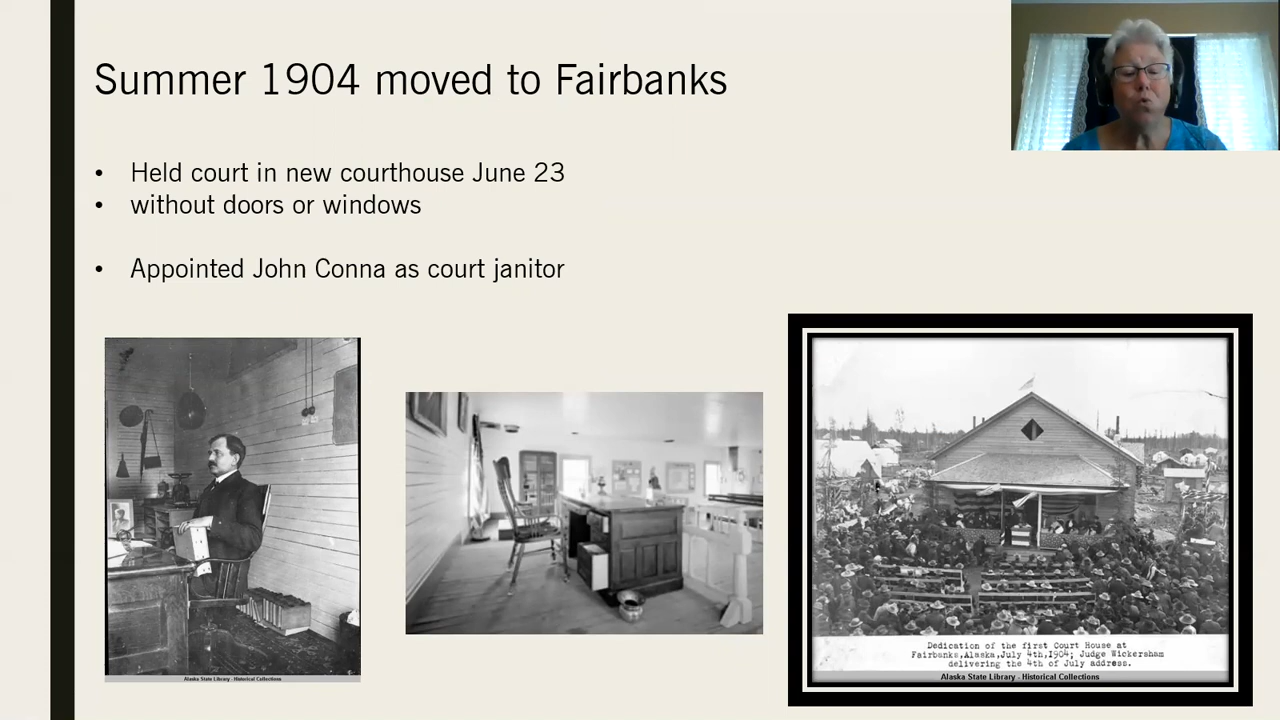 Summer 1904 moved to Fairbanks
• Held court in new courthouse June 23
• without doors or windows
• Appointed John Conna as court janitor
Alaska State Library - Historical Collections
Dedication of the first Court House at
Fairbanks,Alaska,July 4th,1904; Judge Wickersham
delivering the 4th of July address.
Alaska State Library - Historical Collections